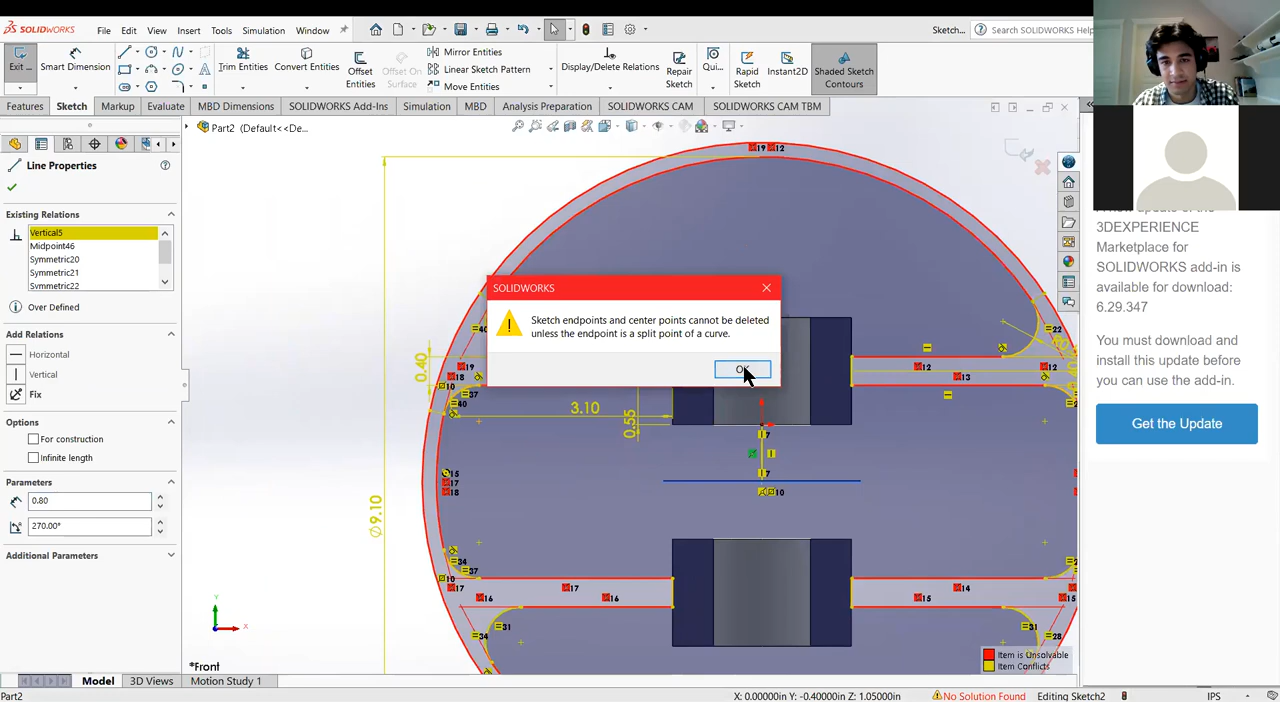 SOLIDWORKS File Edit View Insert Tools Simulation Window Sketch... Search SOLIDWORKS Help
Exit ... Smart Dimension Trim Entities Convert Entities Offset Entities Offset On Surface Mirror Entities Linear Sketch Pattern Move Entities Display/Delete Relations Repair Sketch Qui... Rapid Sketch Instant2D Shaded Sketch Contours
Features Sketch Markup Evaluate MBD Dimensions SOLIDWORKS Add-Ins Simulation MBD Analysis Preparation SOLIDWORKS CAM SOLIDWORKS CAM TBM
Part2 (Default<<De...
Line Properties
Existing Relations
Vertical5
Midpoint46
Symmetric20
Symmetric21
Symmetric22
Over Defined
Add Relations
Horizontal
Vertical
Fix
Options
For construction
Infinite length
Parameters
0.80
270.00°
Additional Parameters
SOLIDWORKS
Sketch endpoints and center points cannot be deleted
unless the endpoint is a split point of a curve.
OK
0.40
3.10
0.55
Ø9.10
*Front
Item is Unsolvable
Item Conflicts
3DEXPERIENCE
Marketplace for
SOLIDWORKS add-in is
available for download:
6.29.347
You must download and
install this update before
you can use the add-in.
Get the Update
Model 3D Views Motion Study 1
Part2 X: 0.00000in Y: -0.40000in Z: 1.05000in No Solution Found Editing Sketch2 IPS